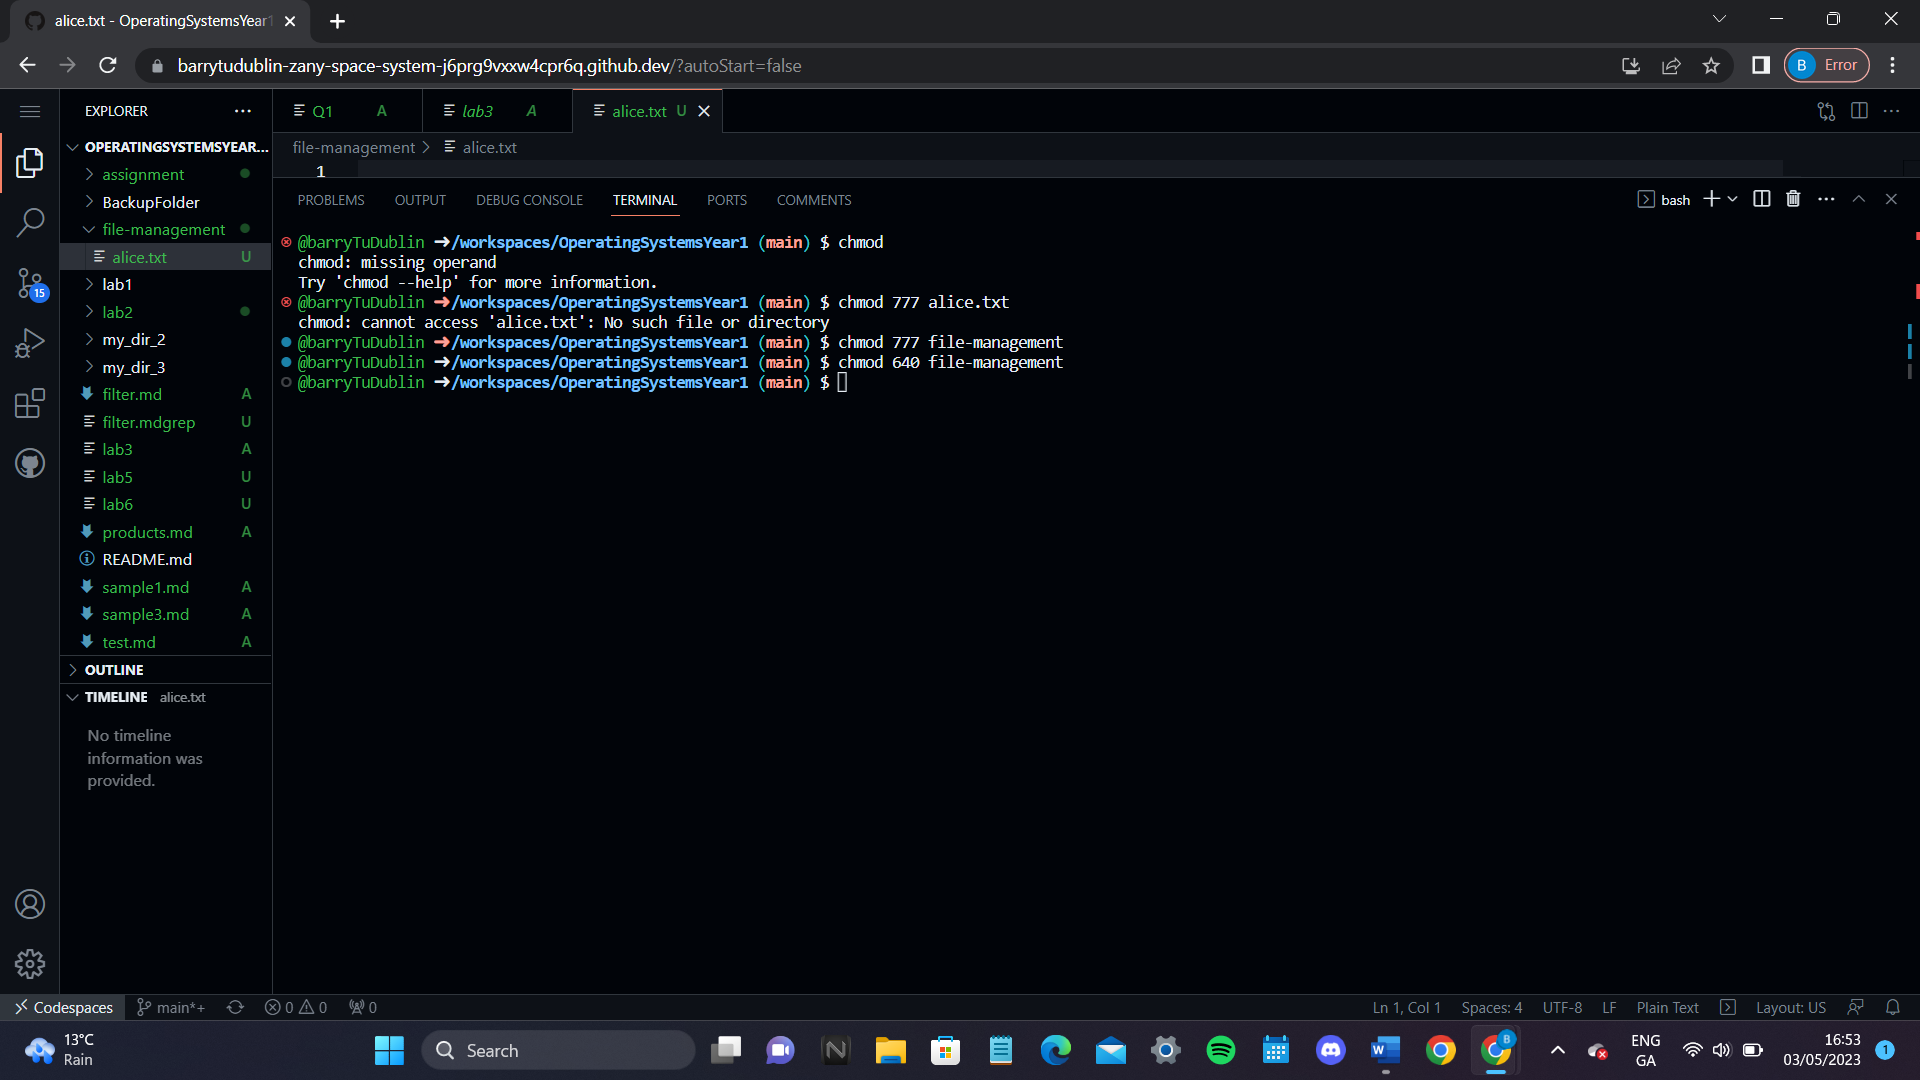 alice.txt - OperatingSystemsYear1
barrytudublin-zany-space-system-j6prg9vxxw4cpr6q.github.dev/?autoStart=false
B Error
EXPLORER
Q1 A
lab3 A
alice.txt U
OPERATINGSYSTEMSYEAR...
file-management > alice.txt
1
assignment
BackupFolder
file-management
alice.txt U
lab1
lab2
my_dir_2
my_dir_3
filter.md A
filter.mdgrep U
lab3 A
lab5 U
lab6 U
products.md A
README.md
sample1.md A
sample3.md A
test.md A
OUTLINE
TIMELINE alice.txt
No timeline
information was
provided.
15
PROBLEMS OUTPUT DEBUG CONSOLE TERMINAL PORTS COMMENTS
bash
@barryTuDublin ➜/workspaces/OperatingSystemsYear1 (main) $ chmod
chmod: missing operand
Try 'chmod --help' for more information.
@barryTuDublin ➜/workspaces/OperatingSystemsYear1 (main) $ chmod 777 alice.txt
chmod: cannot access 'alice.txt': No such file or directory
@barryTuDublin ➜/workspaces/OperatingSystemsYear1 (main) $ chmod 777 file-management
@barryTuDublin ➜/workspaces/OperatingSystemsYear1 (main) $ chmod 640 file-management
@barryTuDublin ➜/workspaces/OperatingSystemsYear1 (main) $
Codespaces main*+ 0 0 0
Ln 1, Col 1 Spaces: 4 UTF-8 LF Plain Text Layout: US
13°C
Rain
Search
N
W
B
ENG
GA
16:53
03/05/2023
1